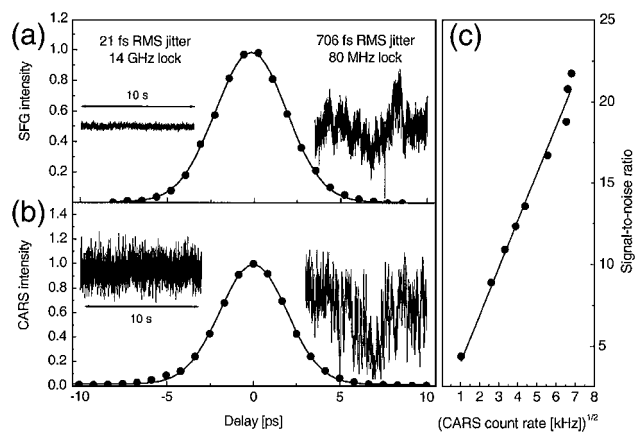 (a)
SFG intensity
1.2
1.0
0.8
0.6
0.4
0.2
21 fs RMS jitter
14 GHz lock
10 s
706 fs RMS jitter
80 MHz lock
(b)
CARS intensity
1.4
1.2
1.0
0.8
0.6
0.4
0.2
0.0
10 s
-10 -5 0 5 10
Delay [ps]
(c)
25
20
15
10
5
Signal-to-noise ratio
1 2 3 4 5 6 7 8
(CARS count rate [kHz])^1/2